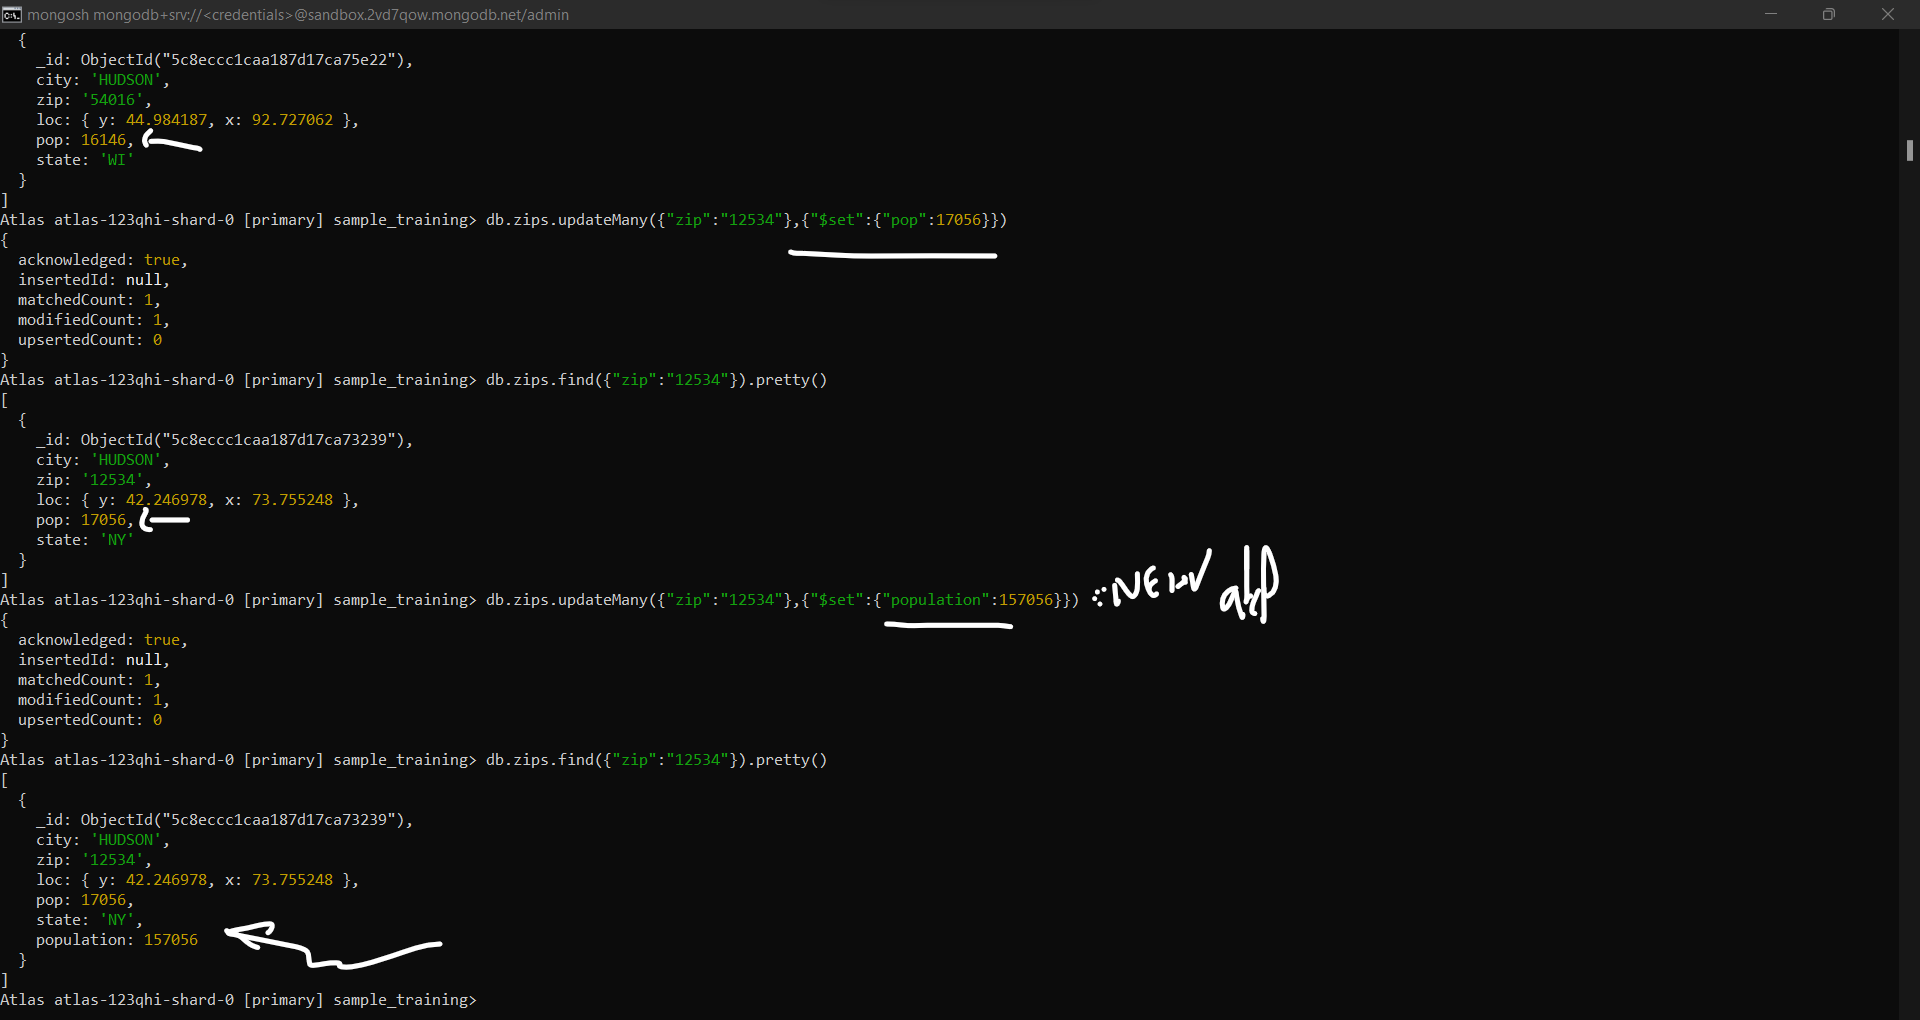 mongosh mongodb+srv://<credentials>@sandbox.2vd7qow.mongodb.net/admin
{
_id: ObjectId("5c8eccc1caa187d17ca75e22"),
city: 'HUDSON',
zip: '54016',
loc: { y: 44.984187, x: 92.727062 },
pop: 16146,
state: 'WI'
}
]
Atlas atlas-123qhi-shard-0 [primary] sample_training> db.zips.updateMany({"zip":"12534"},{"$set":{"pop":17056}})
{
acknowledged: true,
insertedId: null,
matchedCount: 1,
modifiedCount: 1,
upsertedCount: 0
}
Atlas atlas-123qhi-shard-0 [primary] sample_training> db.zips.find({"zip":"12534"}).pretty()
[
{
_id: ObjectId("5c8eccc1caa187d17ca73239"),
city: 'HUDSON',
zip: '12534',
loc: { y: 42.246978, x: 73.755248 },
pop: 17056,
state: 'NY'
}
]
Atlas atlas-123qhi-shard-0 [primary] sample_training> db.zips.updateMany({"zip":"12534"},{"$set":{"population":157056}}) NEW
{
acknowledged: true,
insertedId: null,
matchedCount: 1,
modifiedCount: 1,
upsertedCount: 0
}
Atlas atlas-123qhi-shard-0 [primary] sample_training> db.zips.find({"zip":"12534"}).pretty()
[
{
_id: ObjectId("5c8eccc1caa187d17ca73239"),
city: 'HUDSON',
zip: '12534',
loc: { y: 42.246978, x: 73.755248 },
pop: 17056,
state: 'NY',
population: 157056
}
]
Atlas atlas-123qhi-shard-0 [primary] sample_training>